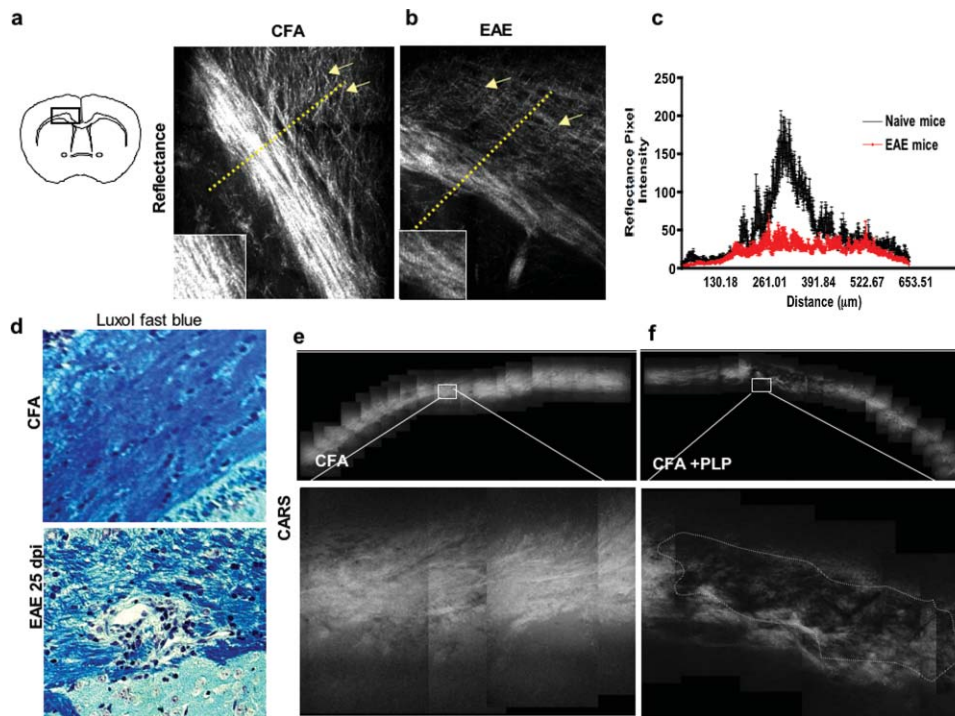 a
CFA
b
EAE
Reflectance
c
Reflectance Pixel
Intensity
250
200
150
100
50
0
Naive mice
EAE mice
130.18 261.01 391.84 522.67 653.51
Distance (µm)
d
Luxol fast blue
CFA
EAE 25 dpi
e
CFA
f
CFA +PLP
CARS